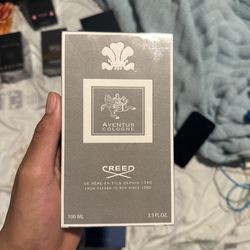 AVENTUS
COLOGNE
CREED
DE PÈRE EN FILS DEPUIS 1760
FROM FATHER TO SON SINCE 1760
100 ML 3.3 FL.OZ.